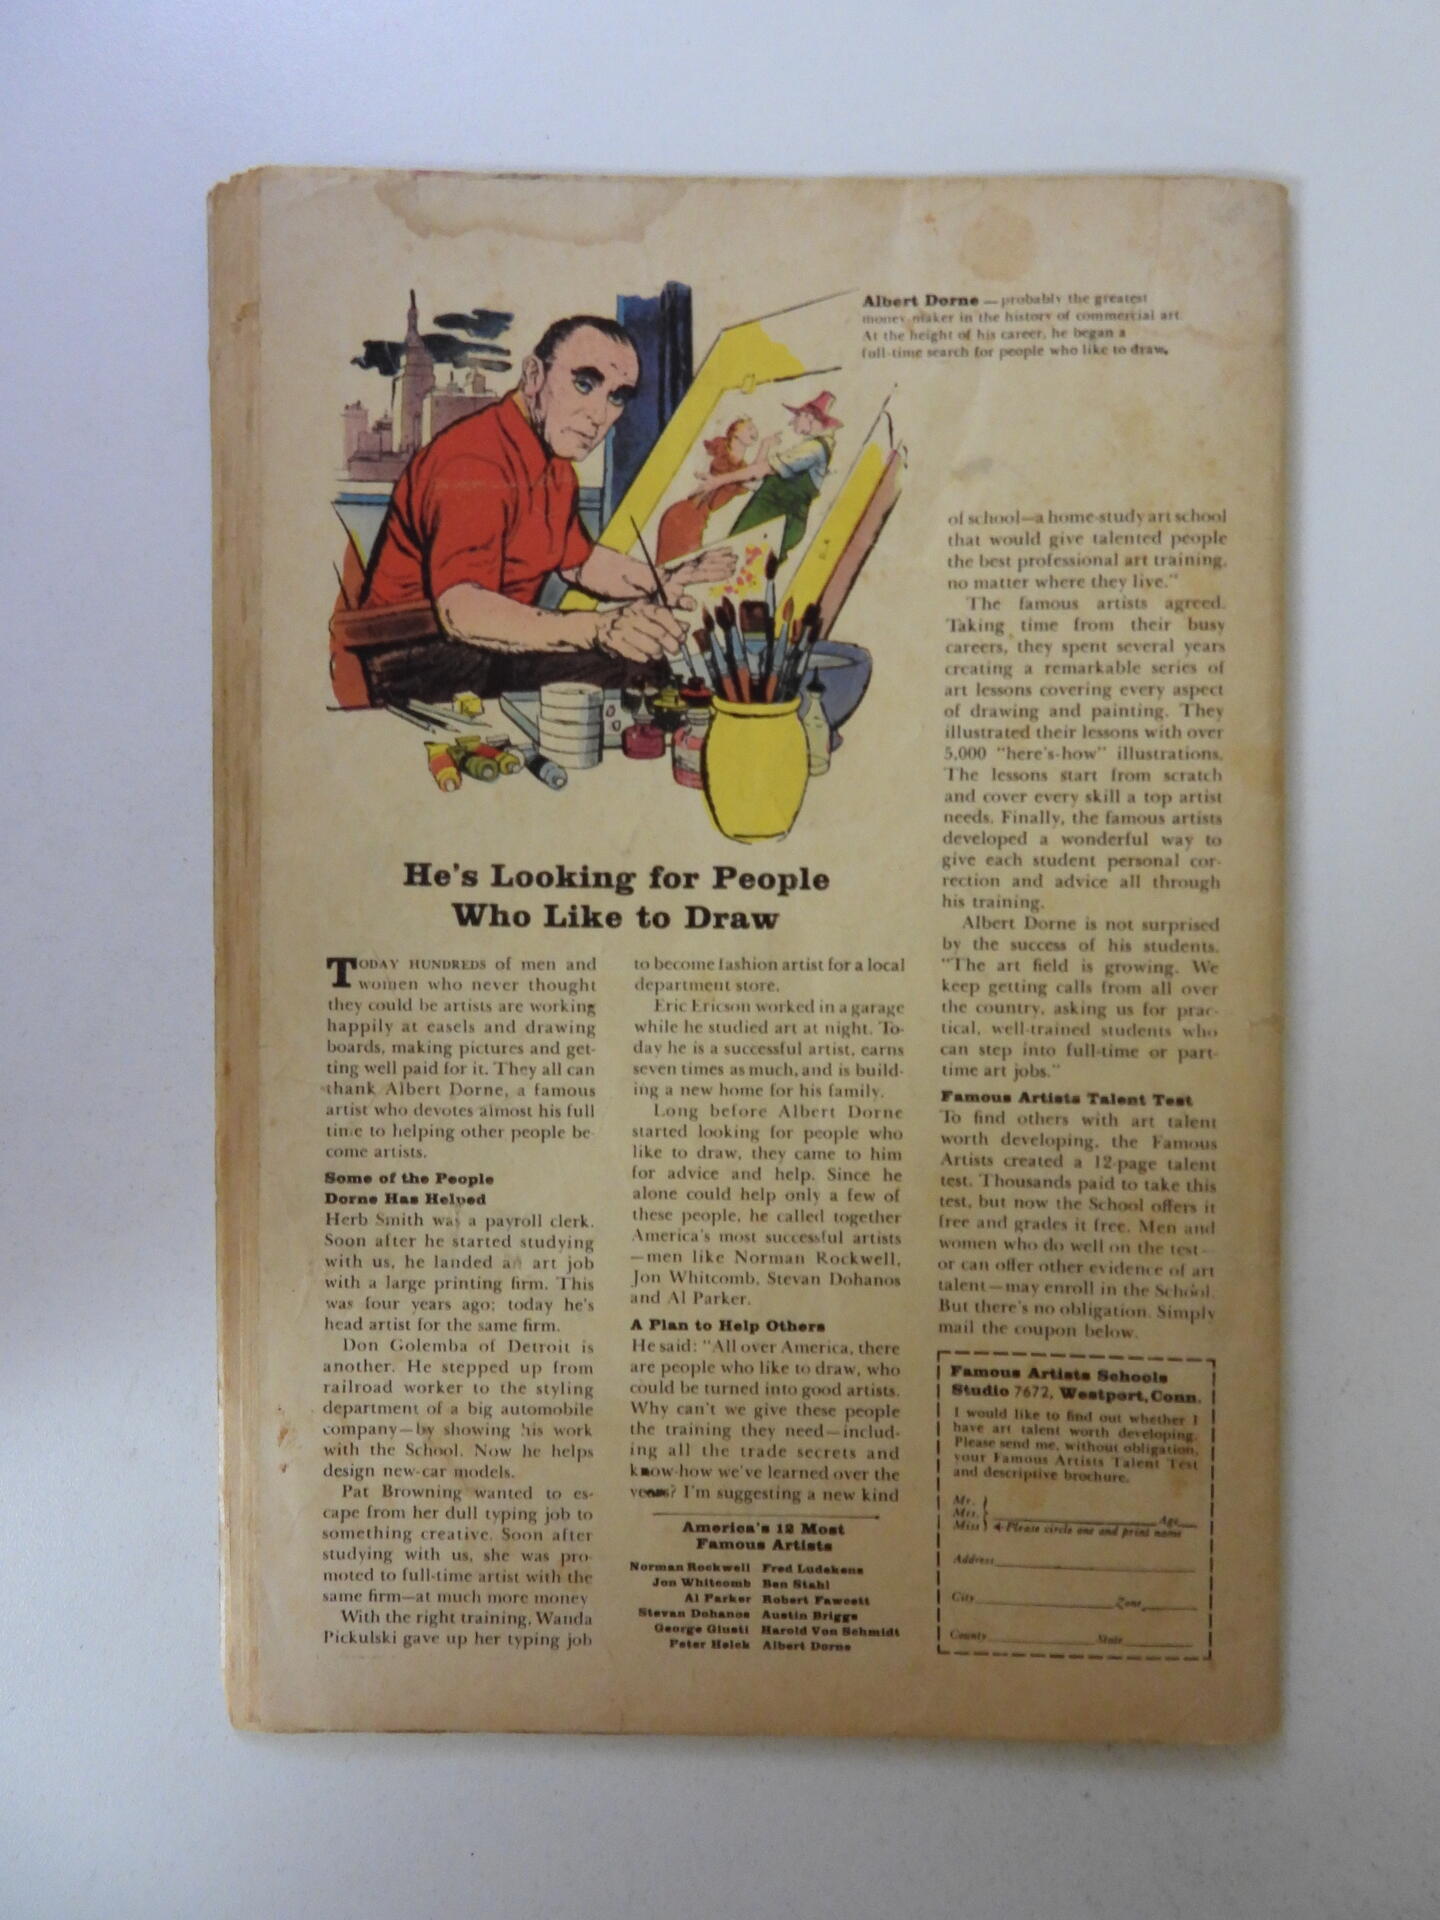 Albert Dorne — probably the greatest
money-maker in the history of commercial art.
At the height of his career, he began a
full-time search for people who like to draw.
He's Looking for People
Who Like to Draw
TODAY HUNDREDS of men and
women who never thought
they could be artists are working
happily at easels and drawing
boards, making pictures and get-
ting well paid for it. They all can
thank Albert Dorne, a famous
artist who devotes almost his full
time to helping other people be-
come artists.
Some of the People
Dorne Has Helped
Herb Smith was a payroll clerk.
Soon after he started studying
with us, he landed an art job
with a large printing firm. This
was four years ago; today he's
head artist for the same firm.
Don Golemba of Detroit is
another. He stepped up from
railroad worker to the styling
department of a big automobile
company—by showing his work
with the School. Now he helps
design new-car models.
Pat Browning wanted to es-
cape from her dull typing job to
something creative. Soon after
studying with us, she was pro-
moted to full-time artist with the
same firm—at much more money
With the right training, Wanda
Pickulski gave up her typing job
to become fashion artist for a local
department store.
Eric Ericson worked in a garage
while he studied art at night. To-
day he is a successful artist, earns
seven times as much, and is build-
ing a new home for his family.
Long before Albert Dorne
started looking for people who
like to draw, they came to him
for advice and help. Since he
alone could help only a few of
these people, he called together
America's most successful artists
—men like Norman Rockwell,
Jon Whitcomb, Stevan Dohanos
and Al Parker.
A Plan to Help Others
He said: "All over America, there
are people who like to draw, who
could be turned into good artists.
Why can't we give these people
the training they need—includ-
ing all the trade secrets and
know-how we've learned over the
years? I'm suggesting a new kind
America's 12 Most
Famous Artists
Norman Rockwell Fred Ludekens
Jon Whitcomb Ben Stahl
Al Parker Robert Fawcett
Stevan Dohanos Austin Briggs
George Giusti Harold Von Schmidt
Peter Helck Albert Dorne
of school—a home-study art school
that would give talented people
the best professional art training,
no matter where they live."
The famous artists agreed.
Taking time from their busy
careers, they spent several years
creating a remarkable series of
art lessons covering every aspect
of drawing and painting. They
illustrated their lessons with over
5,000 "here's-how" illustrations.
The lessons start from scratch
and cover every skill a top artist
needs. Finally, the famous artists
developed a wonderful way to
give each student personal cor-
rection and advice all through
his training.
Albert Dorne is not surprised
by the success of his students.
"The art field is growing. We
keep getting calls from all over
the country, asking us for prac-
tical, well-trained students who
can step into full-time or part-
time art jobs."
Famous Artists Talent Test
To find others with art talent
worth developing, the Famous
Artists created a 12-page talent
test. Thousands paid to take this
test, but now the School offers it
free and grades it free. Men and
women who do well on the test—
or can offer other evidence of art
talent—may enroll in the School.
But there's no obligation. Simply
mail the coupon below.
Famous Artists Schools
Studio 7672, Westport, Conn.
I would like to find out whether I
have art talent worth developing.
Please send me, without obligation,
your Famous Artists Talent Test
and descriptive brochure.
Mr.
Mrs. Age
Miss Please circle one and print name
Address
City Zone
County State